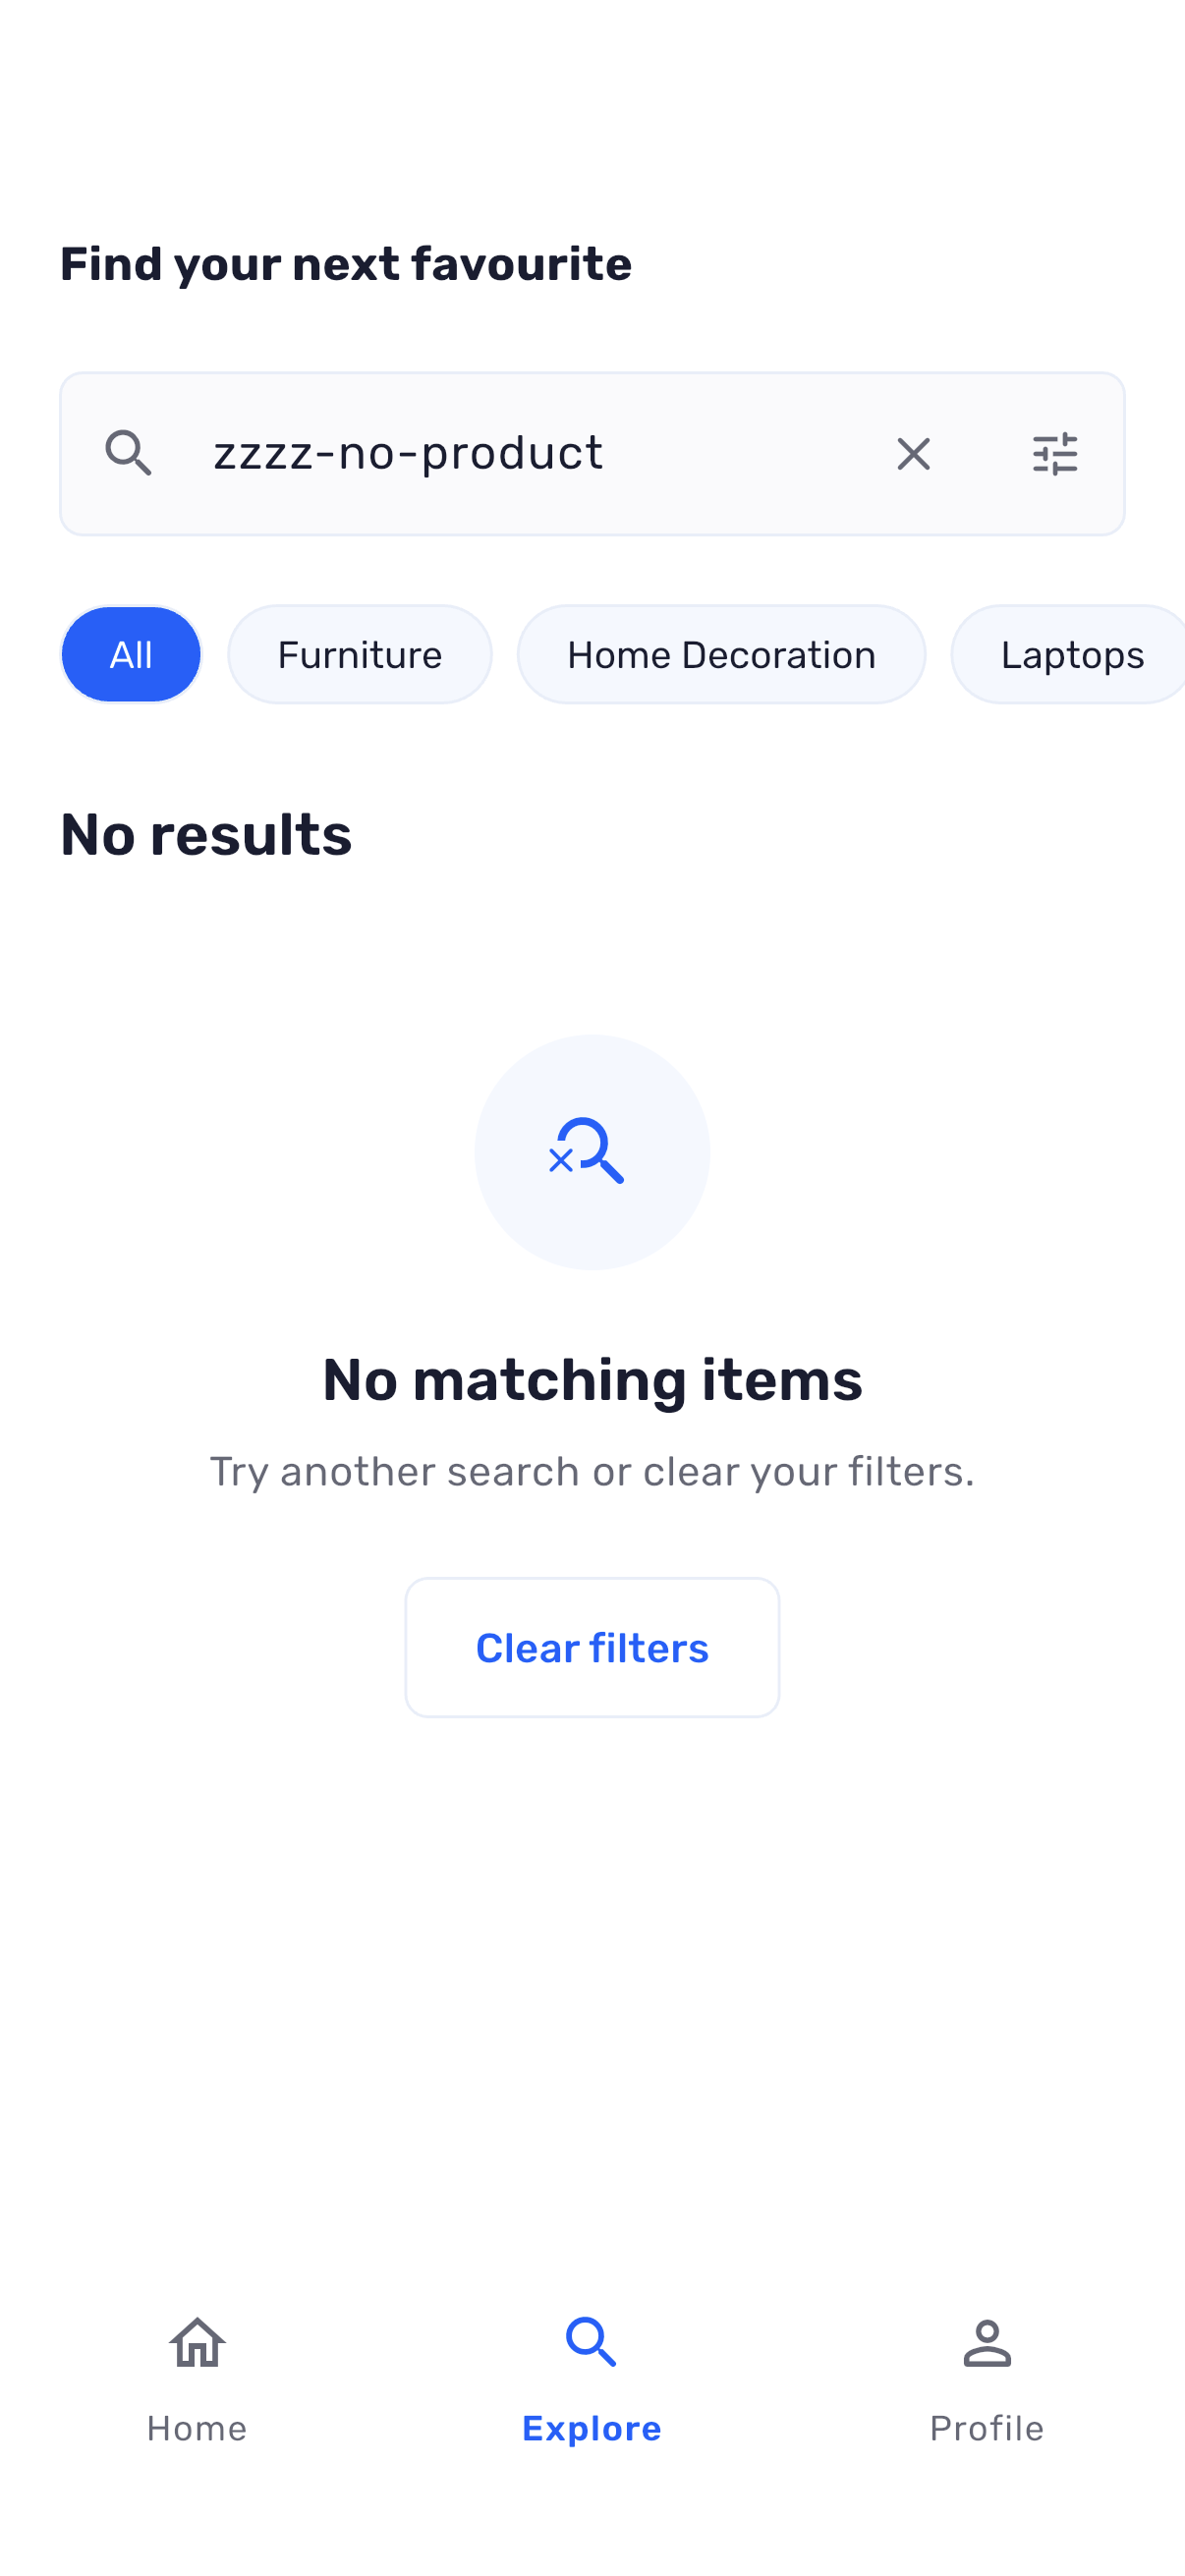 Find your next favourite
zzzz-no-product
All
Furniture
Home Decoration
Laptops
No results
No matching items
Try another search or clear your filters.
Clear filters
Home
Explore
Profile